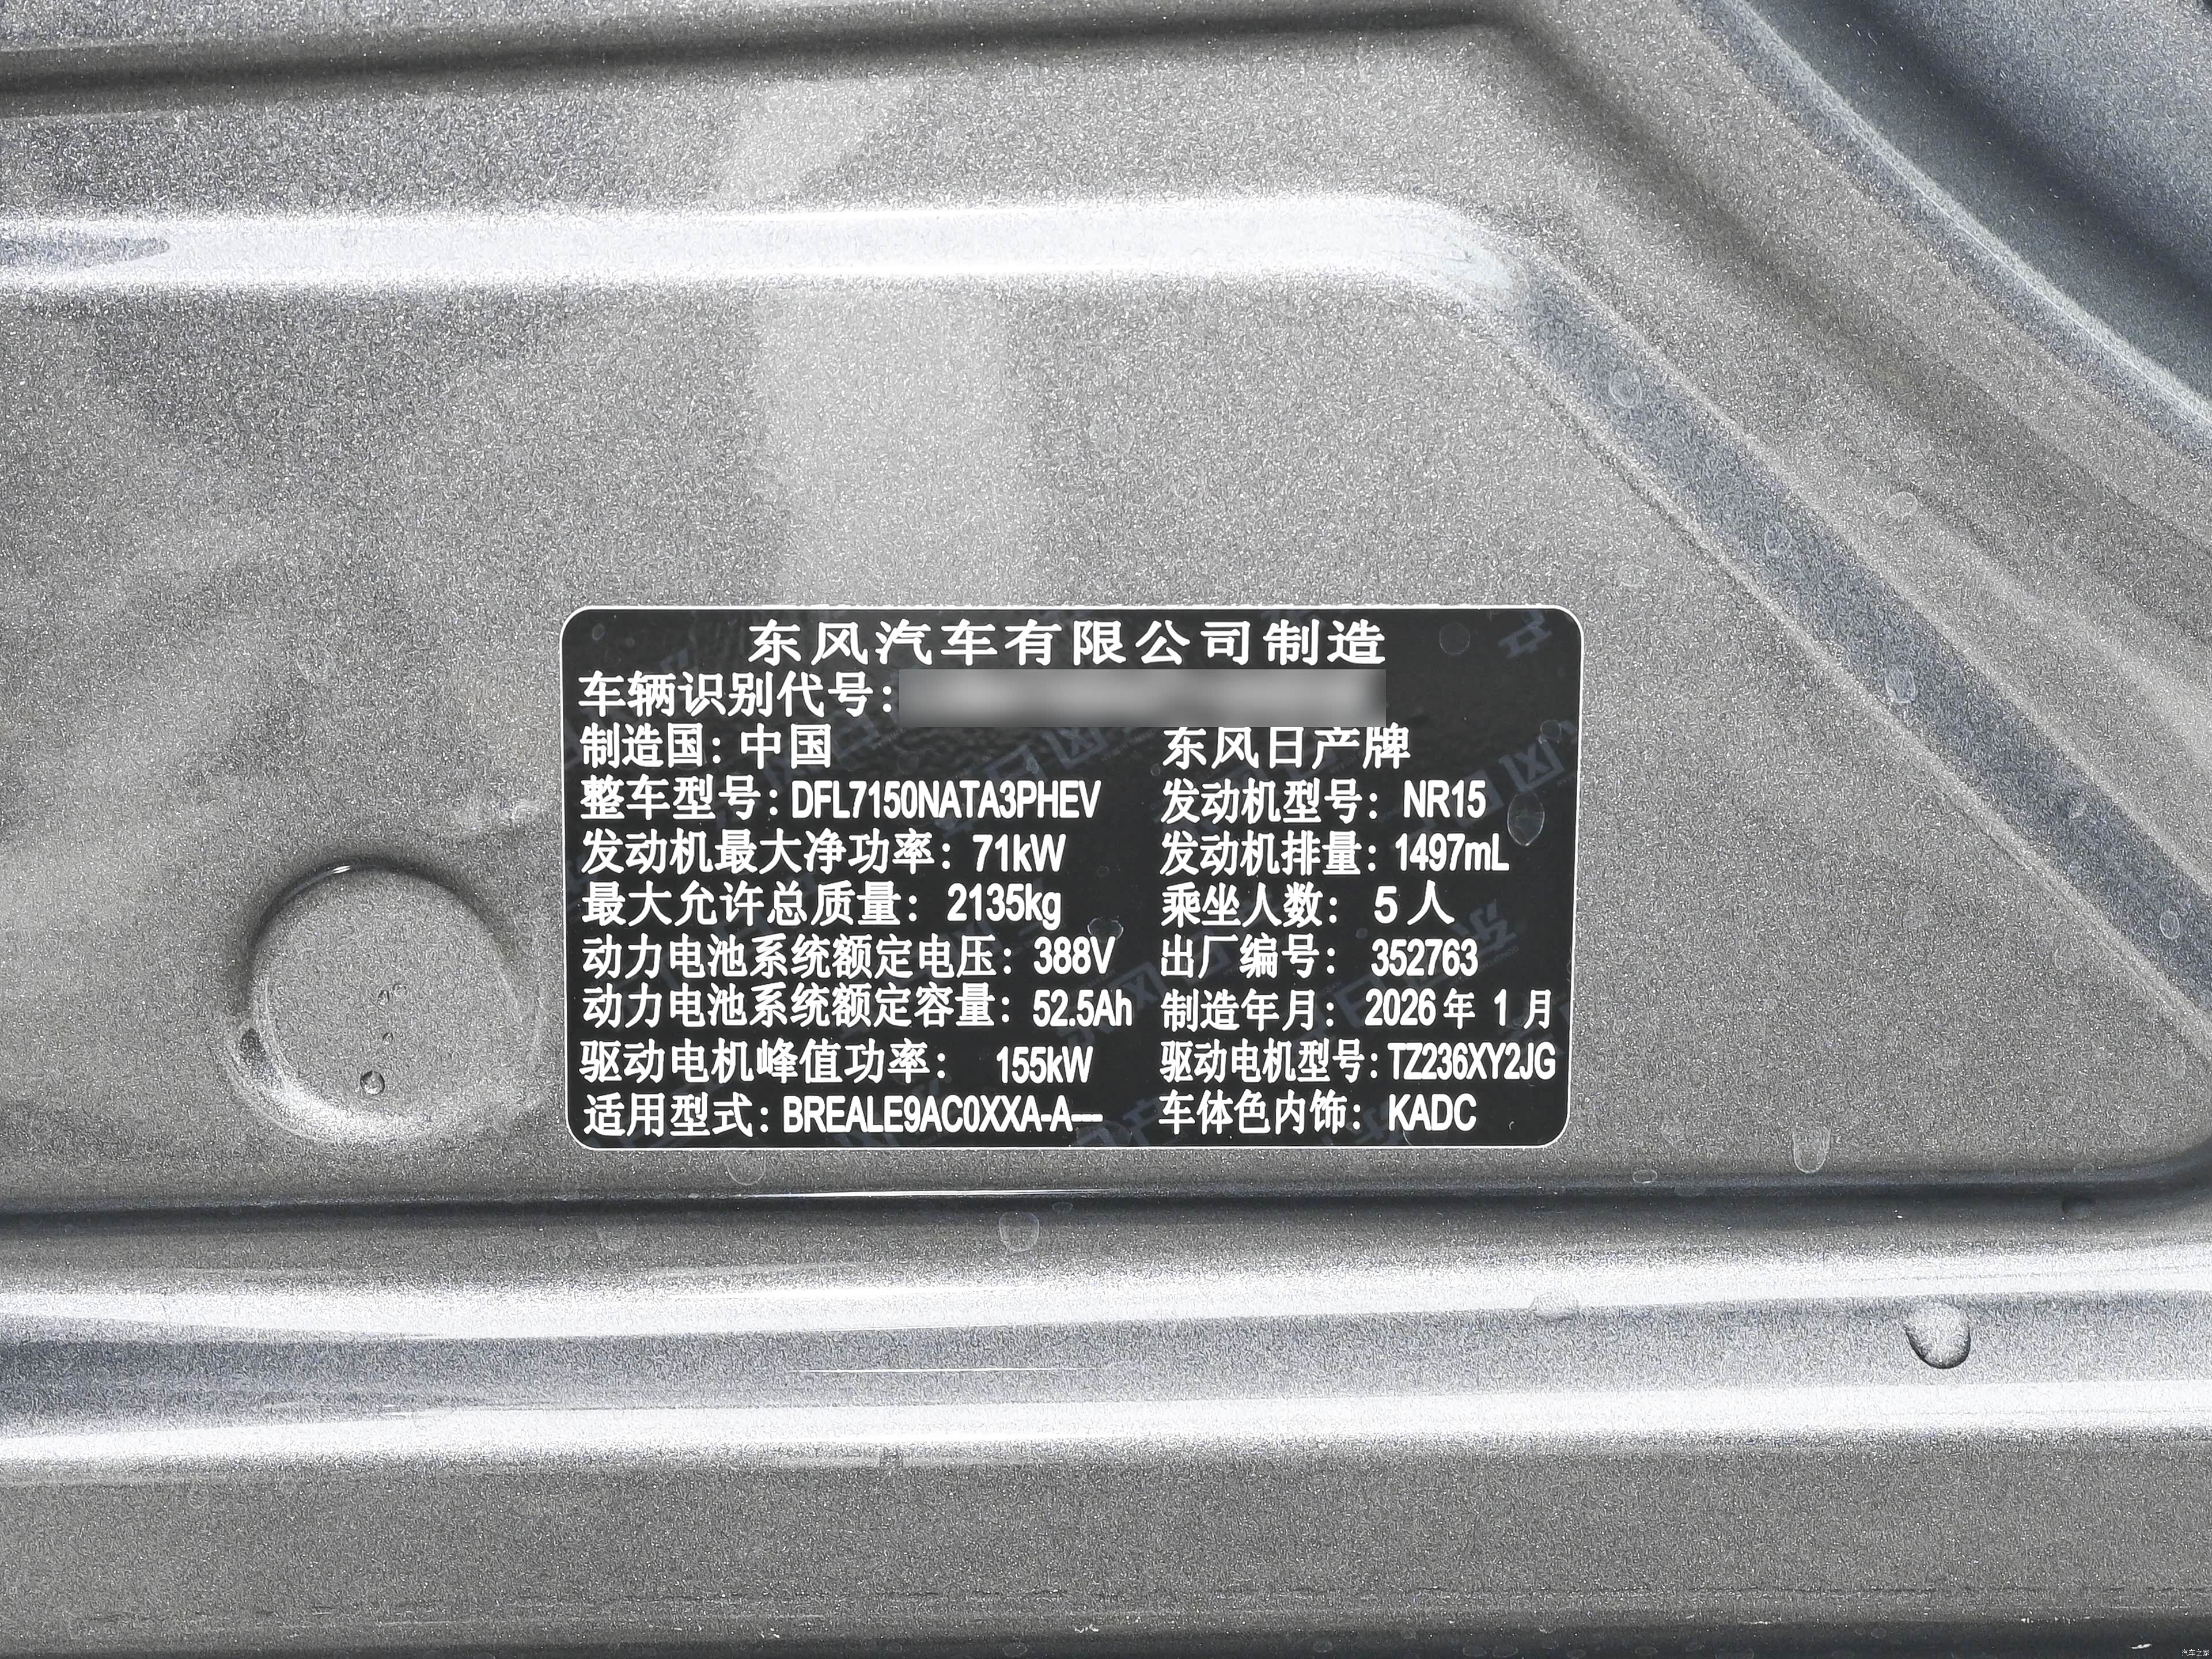 东风汽车有限公司制造
车辆识别代号:
制造国: 中国 东风日产牌
整车型号: DFL7150NATA3PHEV 发动机型号: NR15
发动机最大净功率: 71kW 发动机排量: 1497mL
最大允许总质量: 2135kg 乘坐人数: 5 人
动力电池系统额定电压: 388V 出厂编号: 352763
动力电池系统额定容量: 52.5Ah 制造年月: 2026年 1 月
驱动电机峰值功率: 155kW 驱动电机型号: TZ236XY2JG
适用型式: BREALE9AC0XXA-A--- 车体色内饰: KADC
汽车之家